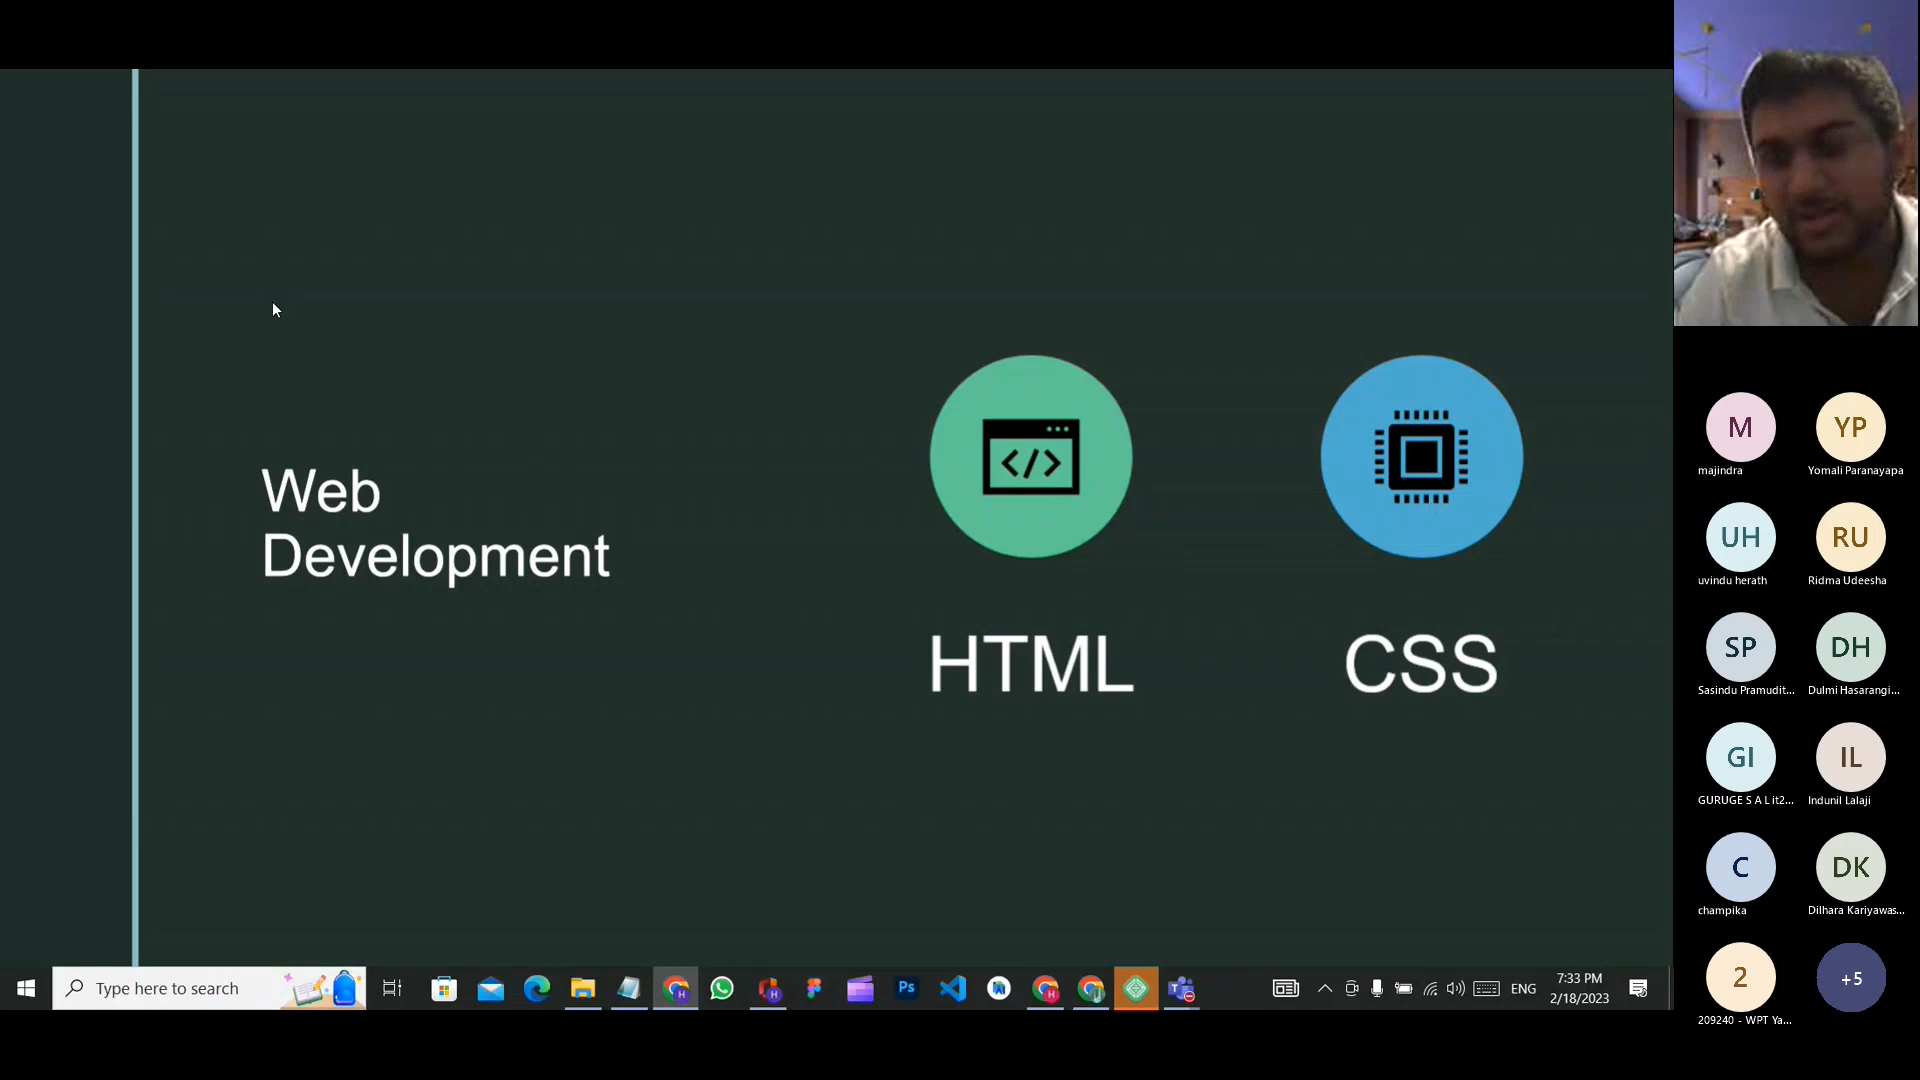 Web
Development
</>
HTML
CSS
M
majindra
YP
Yomali Paranayapa
UH
uvindu herath
RU
Ridma Udeesha
SP
Sasindu Pramudit...
DH
Dulmi Hasarangi...
GI
GURUGE S A L it2...
IL
Indunil Lalaji
C
champika
DK
Dilhara Kariyawas...
2
209240 - WPT Ya...
+5
Type here to search
Ps
ENG
7:33 PM
2/18/2023